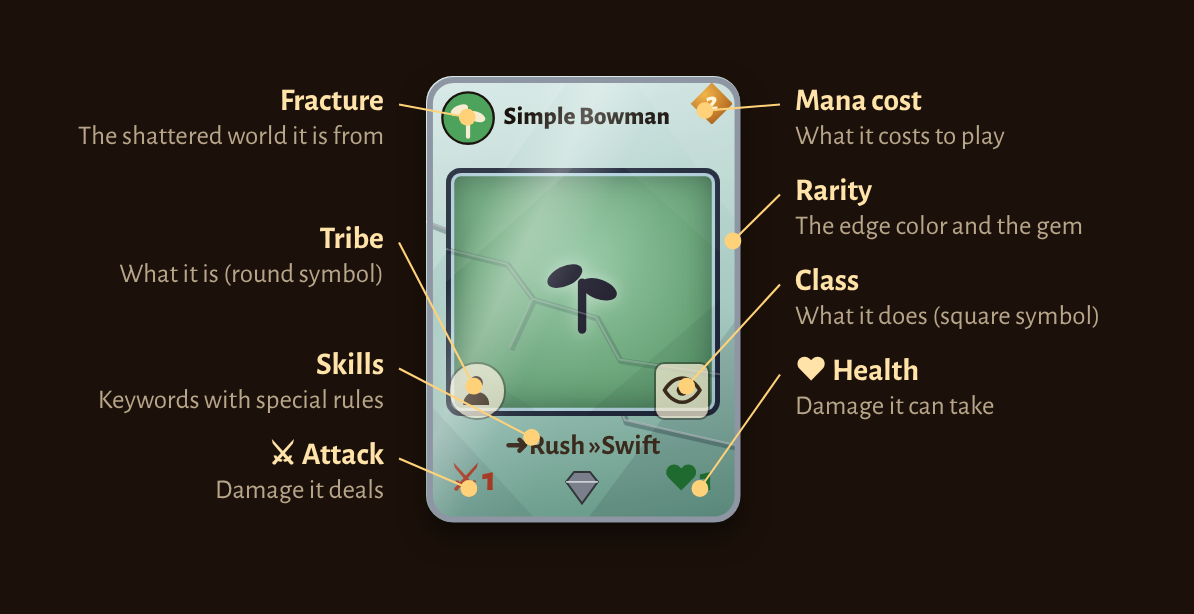 Fracture
The shattered world it is from
Tribe
What it is (round symbol)
Skills
Keywords with special rules
Attack
Damage it deals
Simple Bowman
Rush Swift
1
Mana cost
What it costs to play
Rarity
The edge color and the gem
Class
What it does (square symbol)
Health
Damage it can take